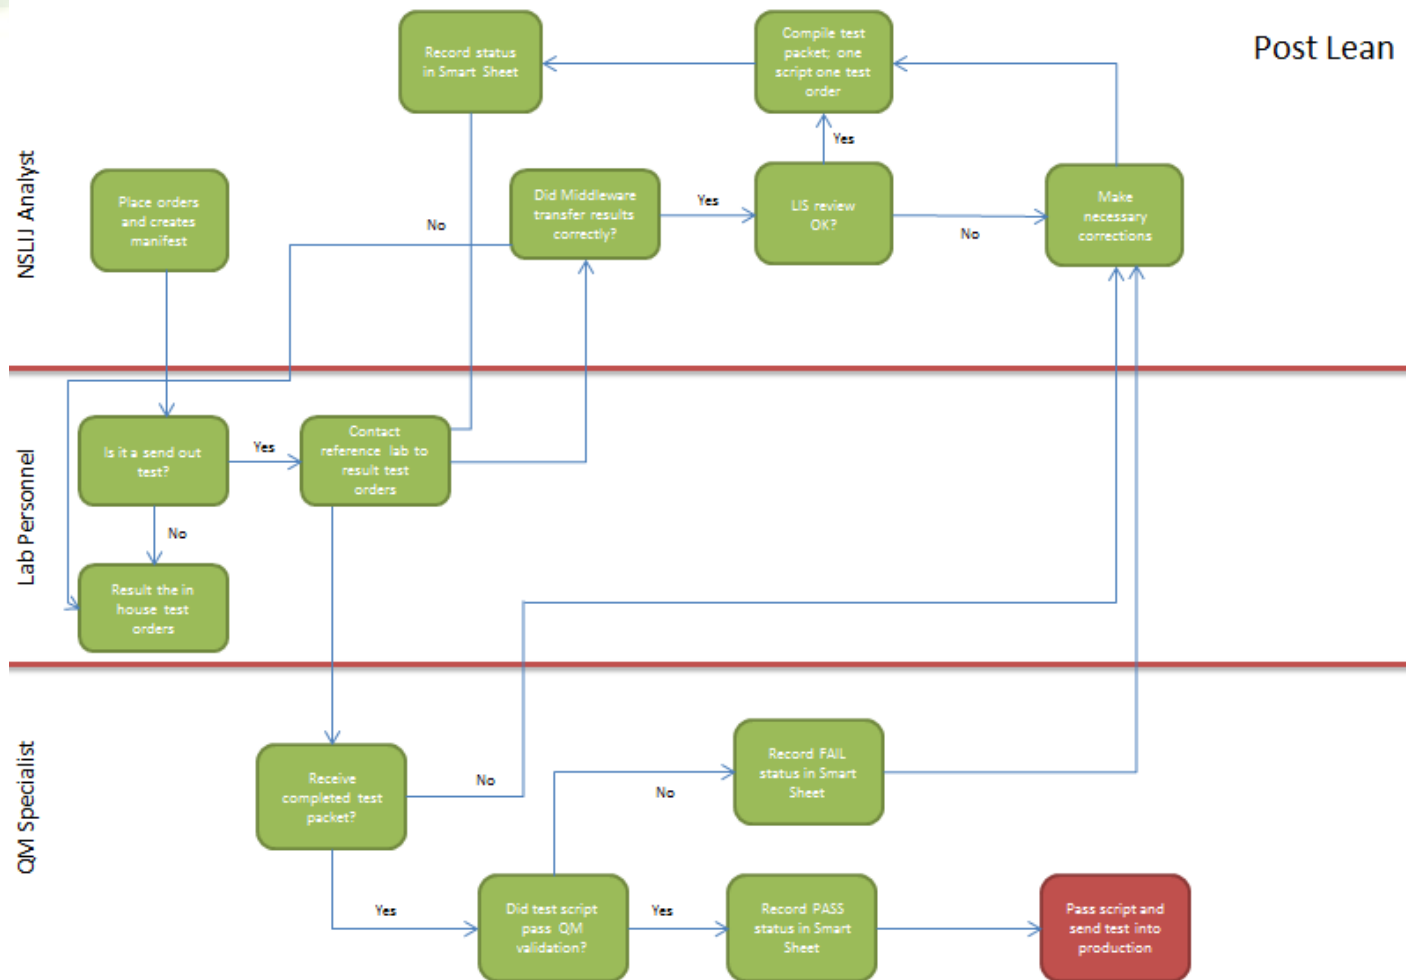 Post Lean
NSLIJ Analyst
Record status
in Smart Sheet
Compile test
packet; one
script one test
order
Yes
Place orders
and creates
manifest
No
Did Middleware
transfer results
correctly?
Yes
LIS review
OK?
No
Make
necessary
corrections
Lab Personnel
Is it a send out
test?
Yes
Contact
reference lab to
result test
orders
No
Result the in
house test
orders
QM Specialist
Receive
completed test
packet?
No
Record FAIL
status in Smart
Sheet
No
Yes
Did test script
pass QM
validation?
Yes
Record PASS
status in Smart
Sheet
Pass script and
send test into
production